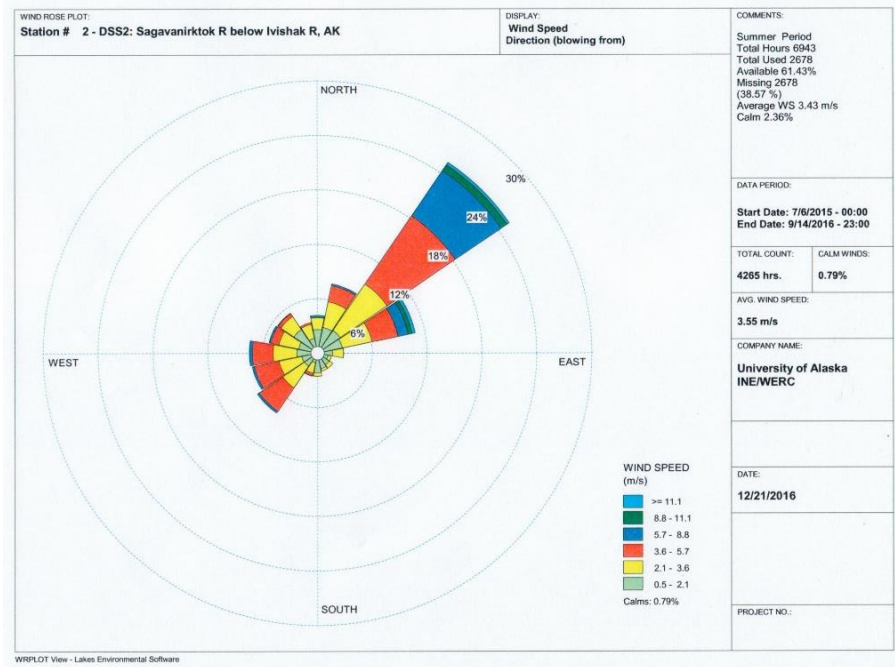 WIND ROSE PLOT:
Station # 2 - DSS2: Sagavanirktok R below Ivishak R, AK
DISPLAY:
Wind Speed
Direction (blowing from)
COMMENTS:
Summer Period
Total Hours 6943
Total Used 2678
Available 61.43%
Missing 2678
(38.57 %)
Average WS 3.43 m/s
Calm 2.36%
NORTH
30%
24%
18%
12%
6%
WEST
EAST
SOUTH
WIND SPEED
(m/s)
>= 11.1
8.8 - 11.1
5.7 - 8.8
3.6 - 5.7
2.1 - 3.6
0.5 - 2.1
Calms: 0.79%
DATA PERIOD:
Start Date: 7/6/2015 - 00:00
End Date: 9/14/2016 - 23:00
TOTAL COUNT:
4265 hrs.
CALM WINDS:
0.79%
AVG. WIND SPEED:
3.55 m/s
COMPANY NAME:
University of Alaska
INE/WERC
DATE:
12/21/2016
PROJECT NO.:
WRPLOT View - Lakes Environmental Software